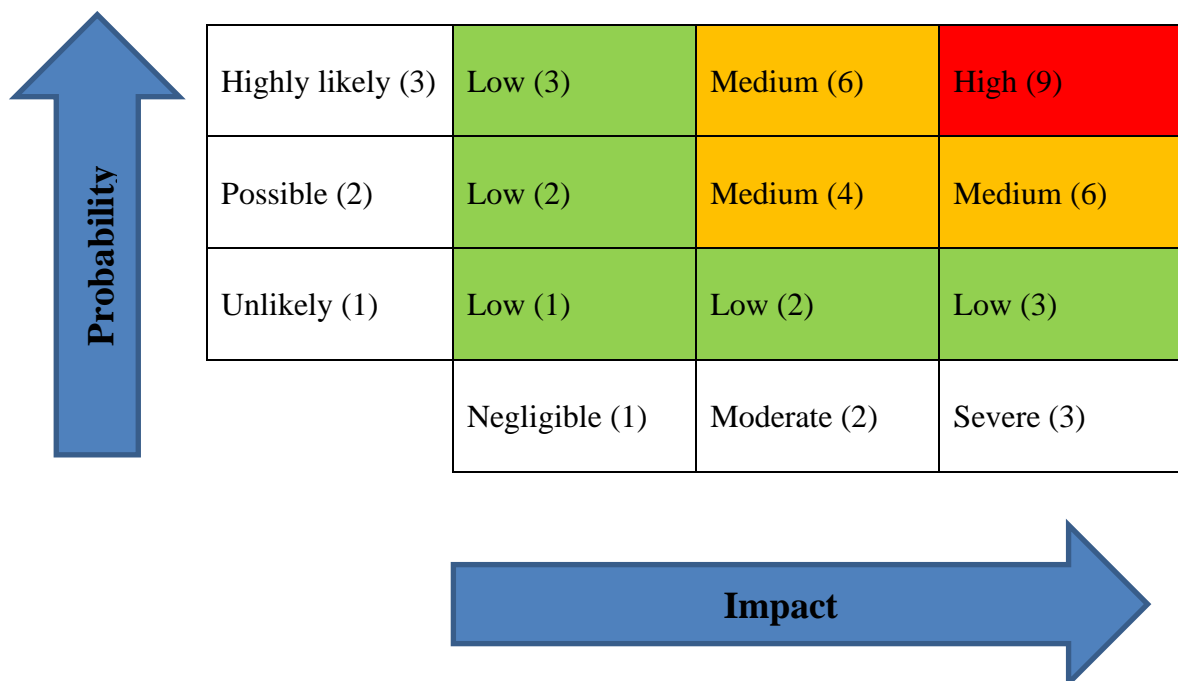 Probability
Highly likely (3) Low (3) Medium (6) High (9)
Possible (2) Low (2) Medium (4) Medium (6)
Unlikely (1) Low (1) Low (2) Low (3)
Negligible (1) Moderate (2) Severe (3)
Impact